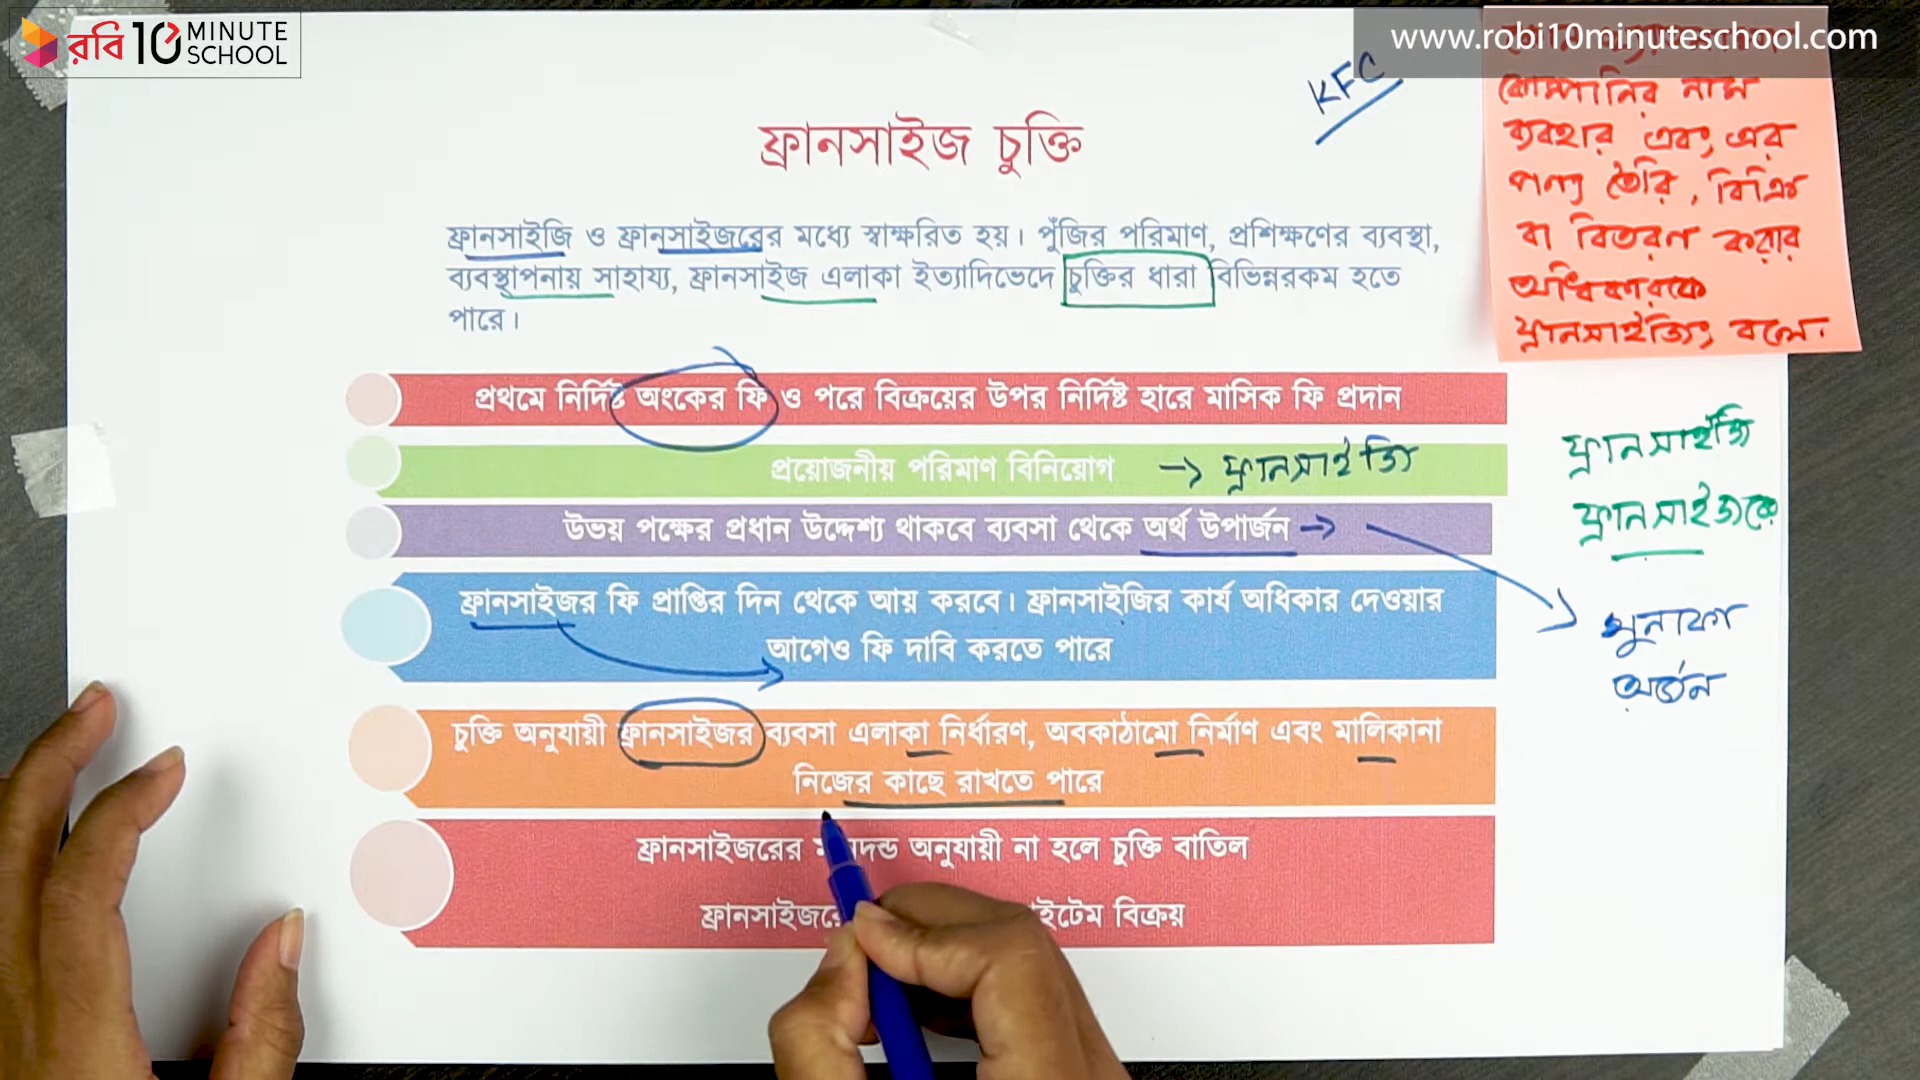 রবি 10 MINUTE SCHOOL
www.robi10minuteschool.com
KFC
কোম্পানির নাম
ব্যবহার এবং এর
পণ্য তৈরি, বিক্রি
বা বিতরণ করার
অধিকারকে
ফ্রানসাইজিং বলে।
ফ্রানসাইজ চুক্তি
ফ্রানসাইজি ও ফ্রানসাইজরের মধ্যে স্বাক্ষরিত হয়। পুঁজির পরিমাণ, প্রশিক্ষণের ব্যবস্থা,
ব্যবস্থাপনায় সাহায্য, ফ্রানসাইজ এলাকা ইত্যাদিভেদে চুক্তির ধারা বিভিন্নরকম হতে
পারে।
প্রথমে নির্দিষ্ট অংকের ফি ও পরে বিক্রয়ের উপর নির্দিষ্ট হারে মাসিক ফি প্রদান
প্রয়োজনীয় পরিমাণ বিনিয়োগ → ফ্রানসাইজি
উভয় পক্ষের প্রধান উদ্দেশ্য থাকবে ব্যবসা থেকে অর্থ উপার্জন →
ফ্রানসাইজি
ফ্রানসাইজকে
মুনাফা
অর্জন
ফ্রানসাইজর ফি প্রাপ্তির দিন থেকে আয় করবে। ফ্রানসাইজির কার্য অধিকার দেওয়ার
আগেও ফি দাবি করতে পারে
চুক্তি অনুযায়ী ফ্রানসাইজর ব্যবসা এলাকা নির্ধারণ, অবকাঠামো নির্মাণ এবং মালিকানা
নিজের কাছে রাখতে পারে
ফ্রানসাইজরের অনুযায়ী না হলে চুক্তি বাতিল
বিক্রয়